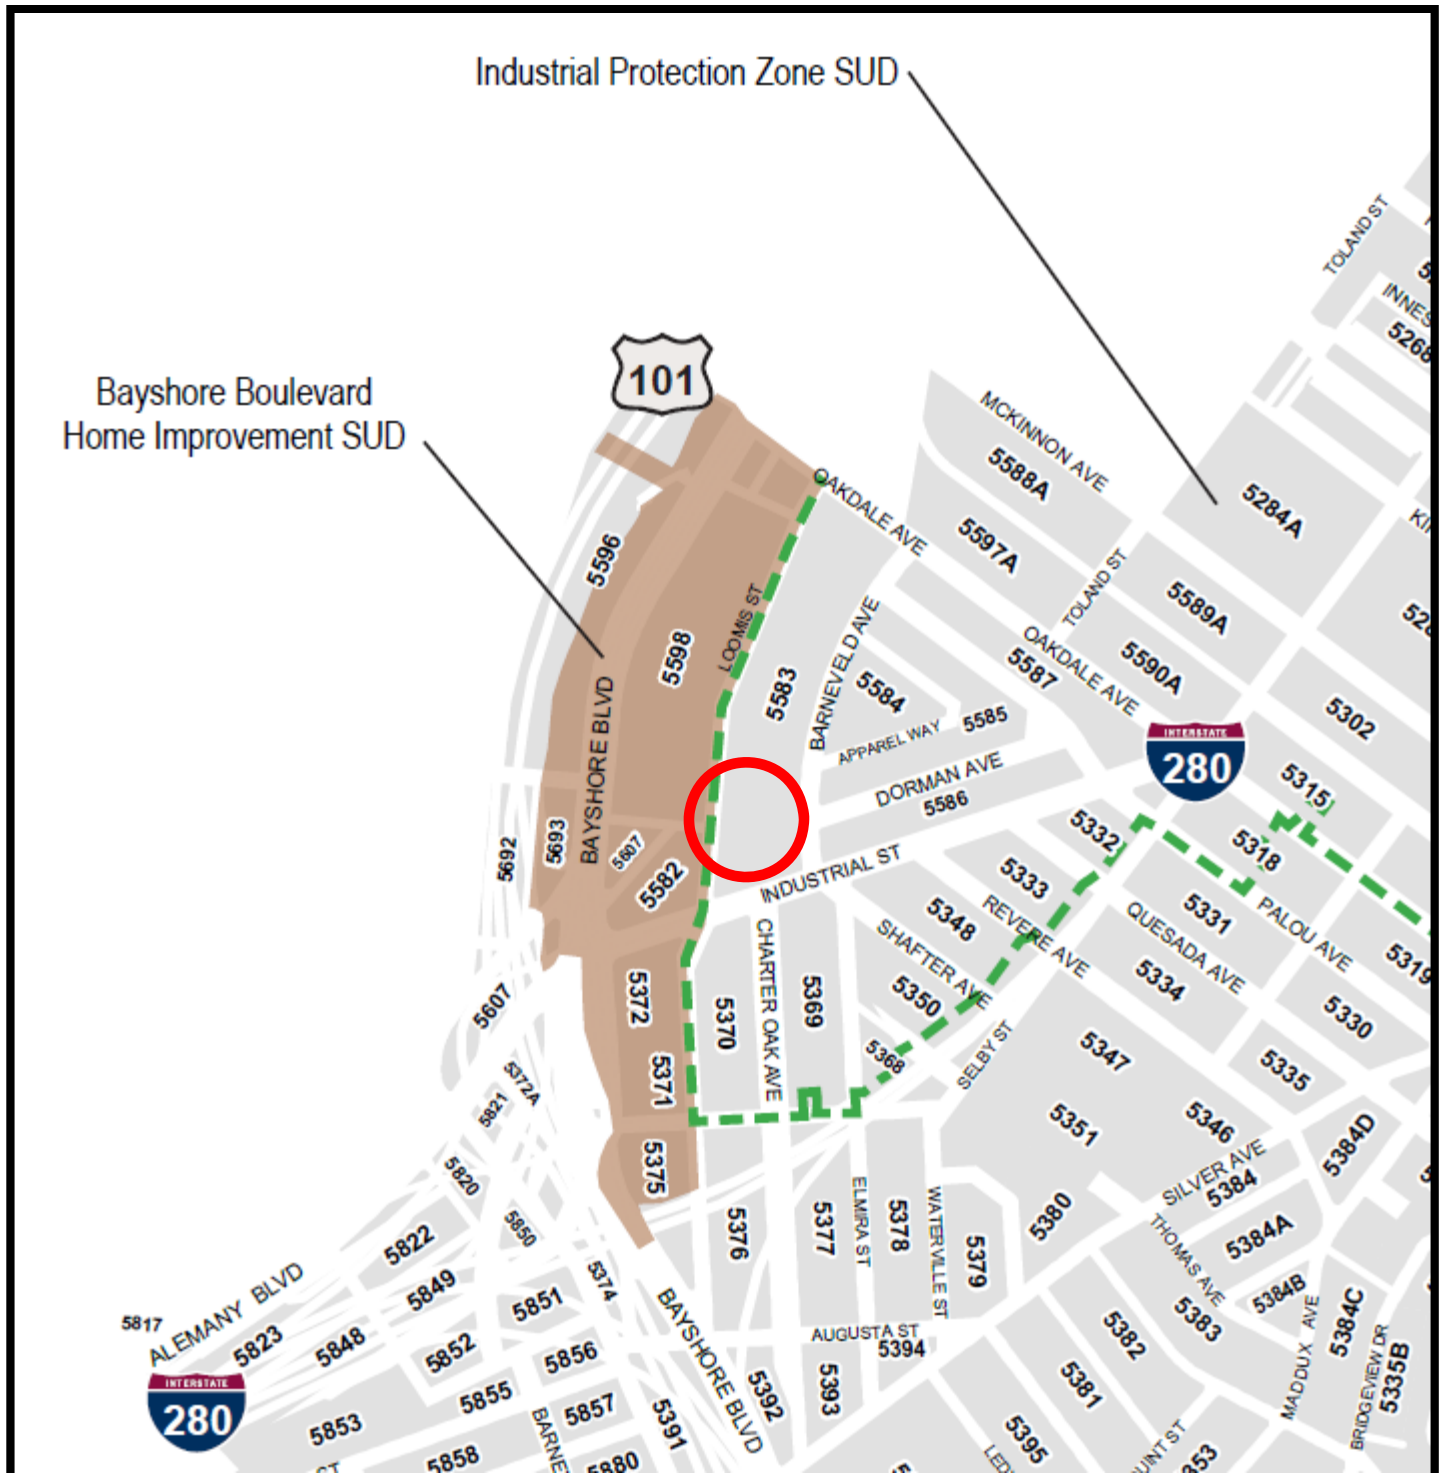 Industrial Protection Zone SUD
Bayshore Boulevard
Home Improvement SUD
101
TOLAND ST
INNES
5268
MCKINNON AVE
5588A
5284A
OAKDALE AVE
5597A
5596
TOLAND ST
5589A
LOOMIS ST
5598
5583
BARNEVELD AVE
5584
OAKDALE AVE
5587
5590A
5302
BAYSHORE BLVD
APPAREL WAY
5585
INTERSTATE
280
DORMAN AVE
5586
5315
5692
5693
5607
5582
INDUSTRIAL ST
5332
5318
5333
5348
REVERE AVE
5331
QUESADA AVE
PALOU AVE
5319
CHARTER OAK AVE
SHAFTER AVE
5334
5607
5372
5370
5369
5350
5330
5372A
5371
5368
SELBY ST
5347
5335
5821
5351
5346
5384D
5820
5375
SILVER AVE
5384
5850
5376
5377
ELMIRA ST
5378
WATERVILLE ST
5379
5380
THOMAS AVE
5384A
5822
5374
5384B
5849
5851
5383
MADDUX AVE
5384C
5817
ALEMANY BLVD
5823
5848
5852
5856
BAYSHORE BLVD
AUGUSTA ST
5394
5382
BRIDGEVIEW DR
5335B
INTERSTATE
280
5853
5855
5857
5391
5392
5393
5381
5858
5880
5395